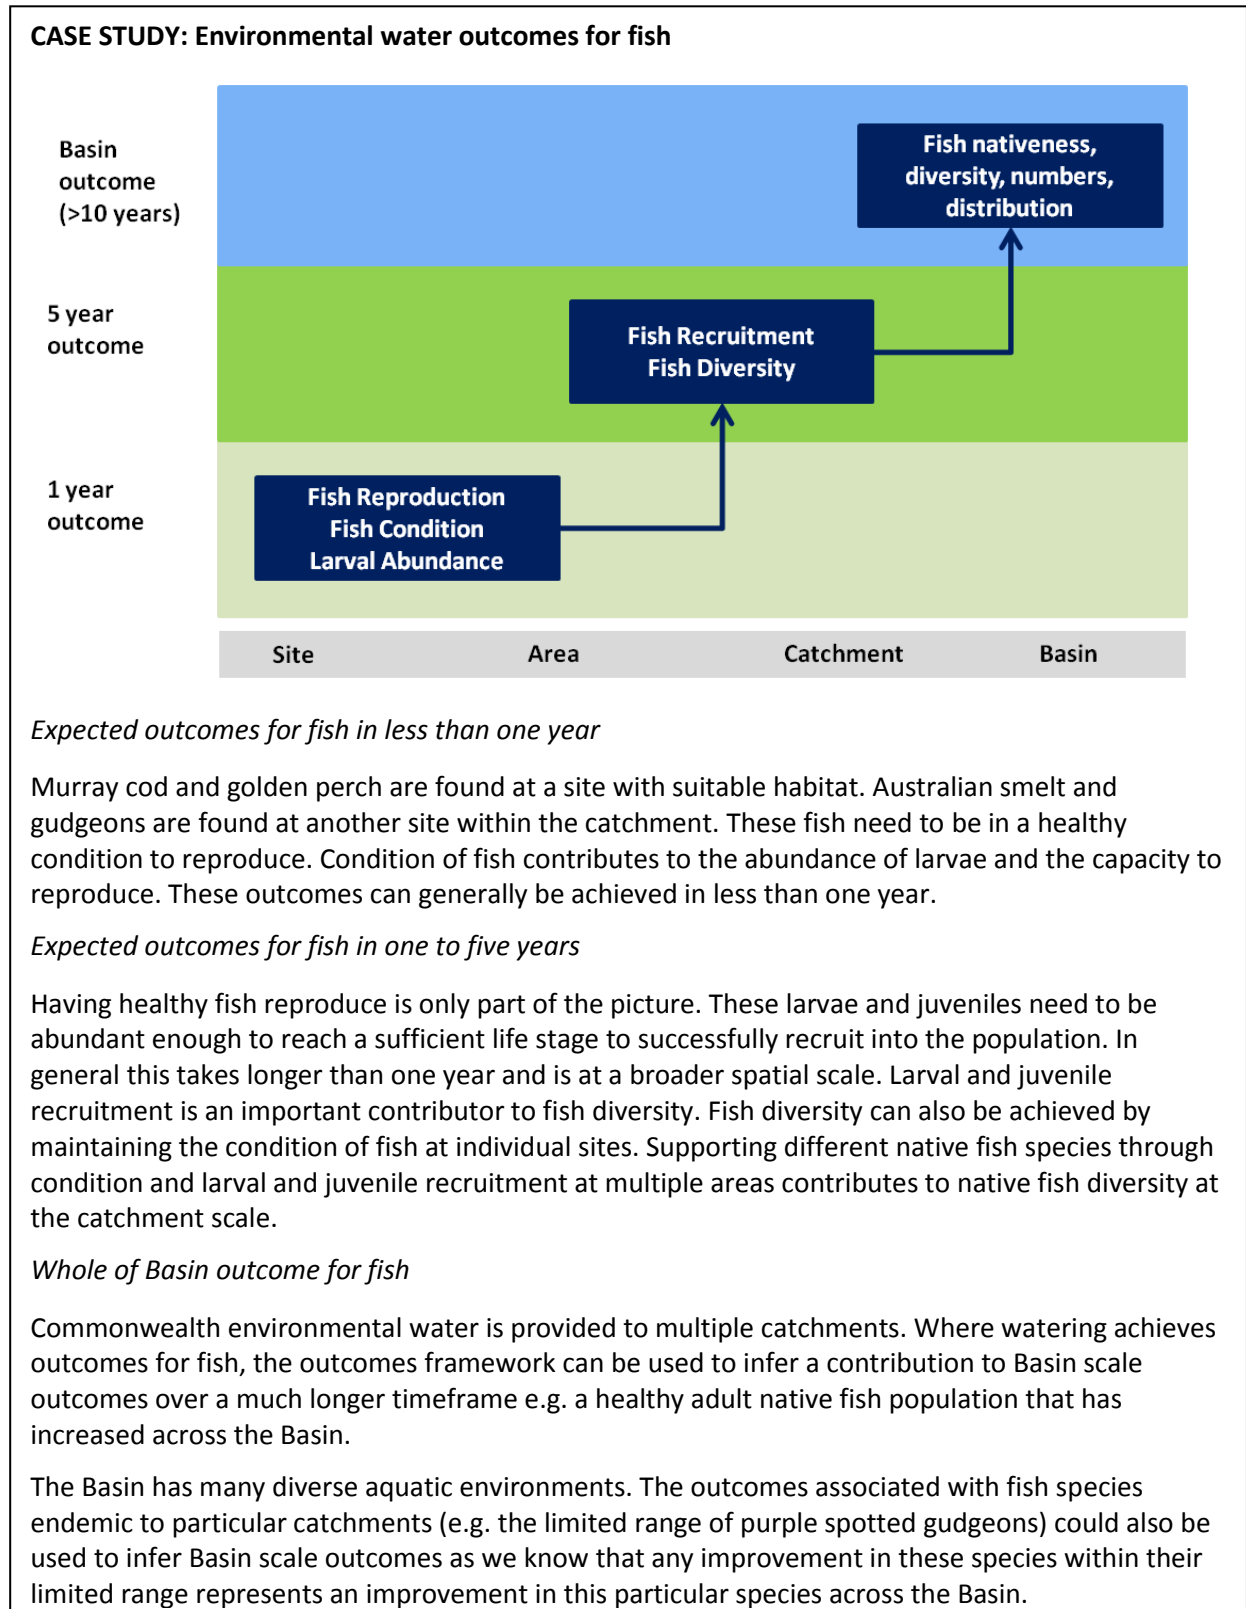 CASE STUDY: Environmental water outcomes for fish
Basin
outcome
(>10 years)
Fish nativeness,
diversity, numbers,
distribution
5 year
outcome
Fish Recruitment
Fish Diversity
1 year
outcome
Fish Reproduction
Fish Condition
Larval Abundance
Site Area Catchment Basin
Expected outcomes for fish in less than one year
Murray cod and golden perch are found at a site with suitable habitat. Australian smelt and
gudgeons are found at another site within the catchment. These fish need to be in a healthy
condition to reproduce. Condition of fish contributes to the abundance of larvae and the capacity to
reproduce. These outcomes can generally be achieved in less than one year.
Expected outcomes for fish in one to five years
Having healthy fish reproduce is only part of the picture. These larvae and juveniles need to be
abundant enough to reach a sufficient life stage to successfully recruit into the population. In
general this takes longer than one year and is at a broader spatial scale. Larval and juvenile
recruitment is an important contributor to fish diversity. Fish diversity can also be achieved by
maintaining the condition of fish at individual sites. Supporting different native fish species through
condition and larval and juvenile recruitment at multiple areas contributes to native fish diversity at
the catchment scale.
Whole of Basin outcome for fish
Commonwealth environmental water is provided to multiple catchments. Where watering achieves
outcomes for fish, the outcomes framework can be used to infer a contribution to Basin scale
outcomes over a much longer timeframe e.g. a healthy adult native fish population that has
increased across the Basin.
The Basin has many diverse aquatic environments. The outcomes associated with fish species
endemic to particular catchments (e.g. the limited range of purple spotted gudgeons) could also be
used to infer Basin scale outcomes as we know that any improvement in these species within their
limited range represents an improvement in this particular species across the Basin.